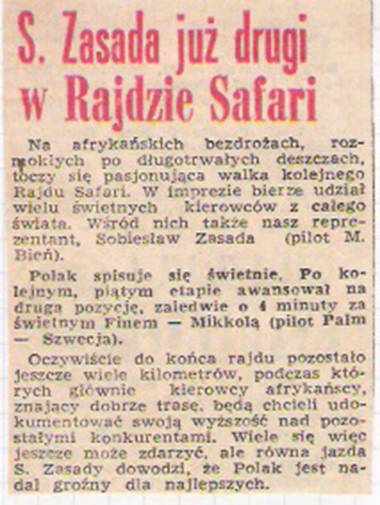 S. Zasada już drugi
w Rajdzie Safari
Na afrykańskich bezdrożach, roz-
mokłych po długotrwałych deszczach,
toczy się pasjonująca walka kolejnego
Rajdu Safari. W imprezie bierze udział
wielu świetnych kierowców z całego
świata. Wśród nich także nasz repre-
zentant, Sobiesław Zasada (pilot M.
Bień).
Polak spisuje się świetnie. Po ko-
lejnym, piątym etapie awansował na
drugą pozycję, zaledwie o 4 minuty za
świetnym Finem — Mikkolą (pilot Palm
— Szwecja).
Oczywiście do końca rajdu pozostało
jeszcze wiele kilometrów, podczas któ-
rych głównie kierowcy afrykańscy,
znający dobrze trasę, będą chcieli udo-
kumentować swoją wyższość nad pozo-
stałymi konkurentami. Wiele się więc
jeszcze może zdarzyć, ale równa jazda
S. Zasady dowodzi, że Polak jest na-
dal groźny dla najlepszych.